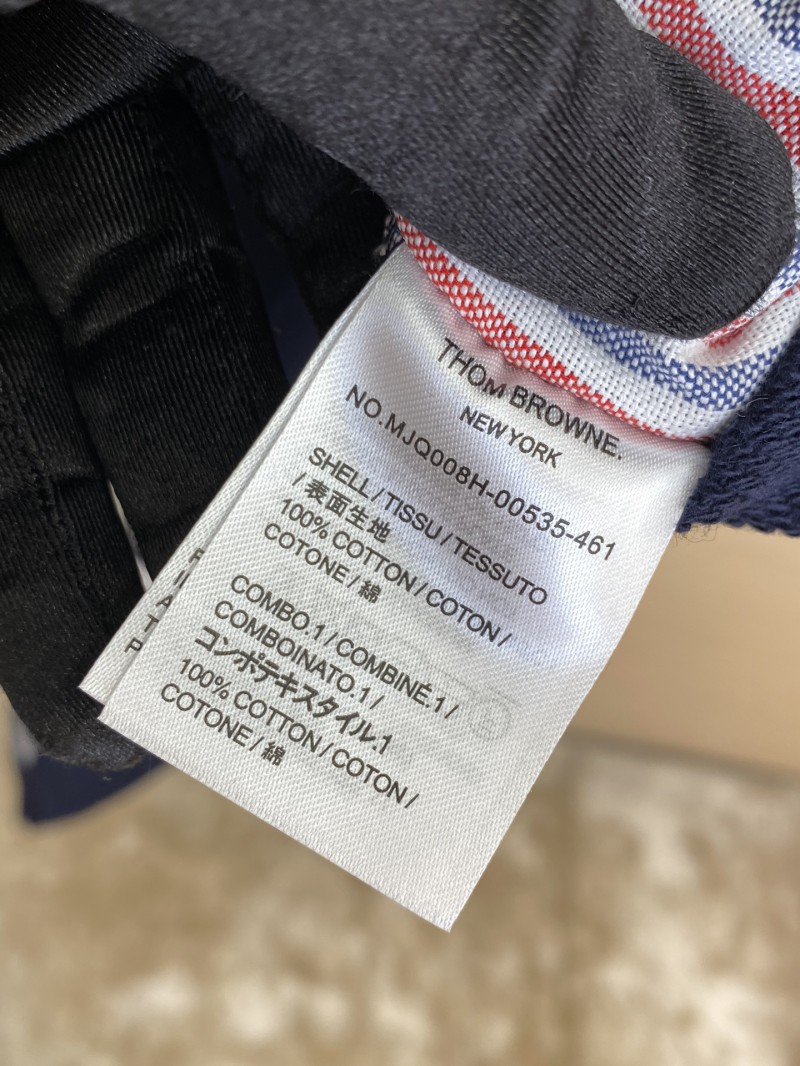 THOM BROWNE.
NEW YORK
NO.MJQ008H-00535-461
SHELL / TISSU / TESSUTO
/ 表面生地
100% COTTON / COTON /
COTONE / 綿
COMBO.1 / COMBINÉ.1 /
COMBOINATO.1 /
コンポテキスタイル.1
100% COTTON / COTON /
COTONE / 綿